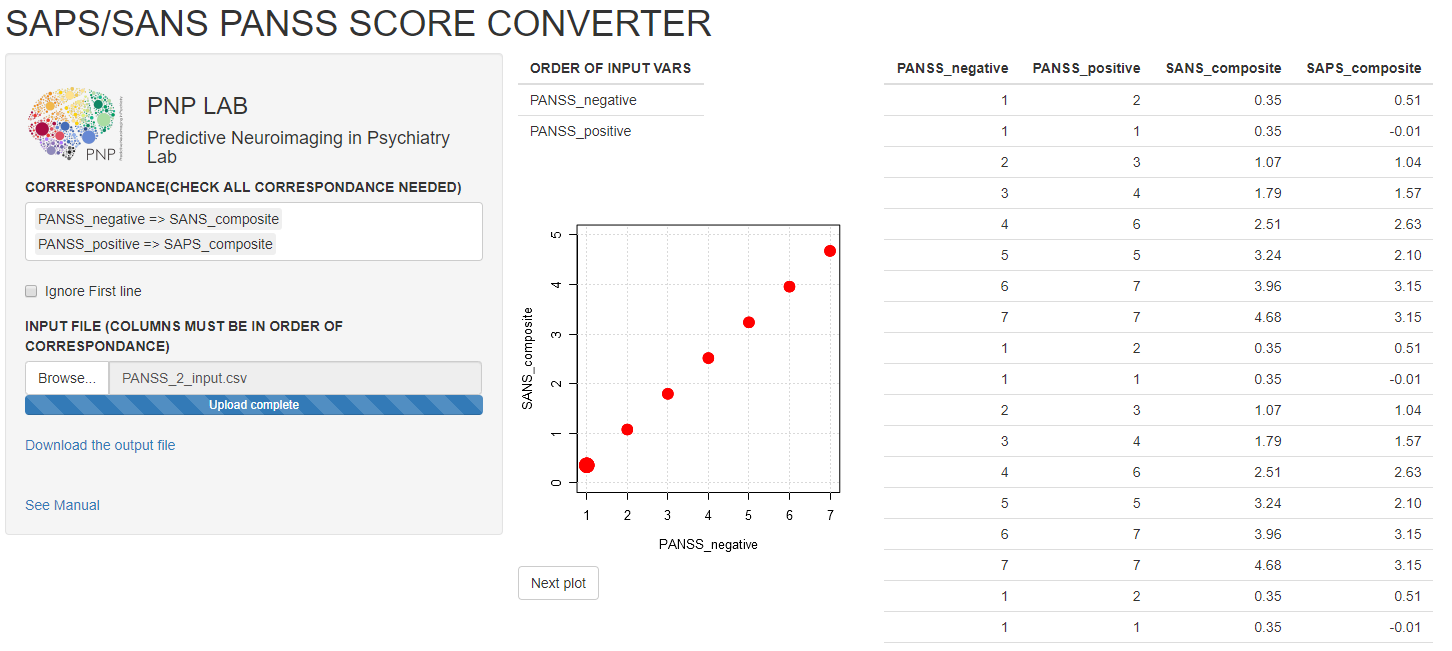 SAPS/SANS PANSS SCORE CONVERTER
PNP
PNP LAB
Predictive Neuroimaging in Psychiatry
Lab
CORRESPONDANCE(CHECK ALL CORRESPONDANCE NEEDED)
PANSS_negative => SANS_composite
PANSS_positive => SAPS_composite
Ignore First line
INPUT FILE (COLUMNS MUST BE IN ORDER OF
CORRESPONDANCE)
Browse... PANSS_2_input.csv
Upload complete
Download the output file
See Manual
ORDER OF INPUT VARS
PANSS_negative
PANSS_positive
SANS_composite
5
4
3
2
1
0
1 2 3 4 5 6 7
PANSS_negative
Next plot
PANSS_negative PANSS_positive SANS_composite SAPS_composite
1 2 0.35 0.51
1 1 0.35 -0.01
2 3 1.07 1.04
3 4 1.79 1.57
4 6 2.51 2.63
5 5 3.24 2.10
6 7 3.96 3.15
7 7 4.68 3.15
1 2 0.35 0.51
1 1 0.35 -0.01
2 3 1.07 1.04
3 4 1.79 1.57
4 6 2.51 2.63
5 5 3.24 2.10
6 7 3.96 3.15
7 7 4.68 3.15
1 2 0.35 0.51
1 1 0.35 -0.01